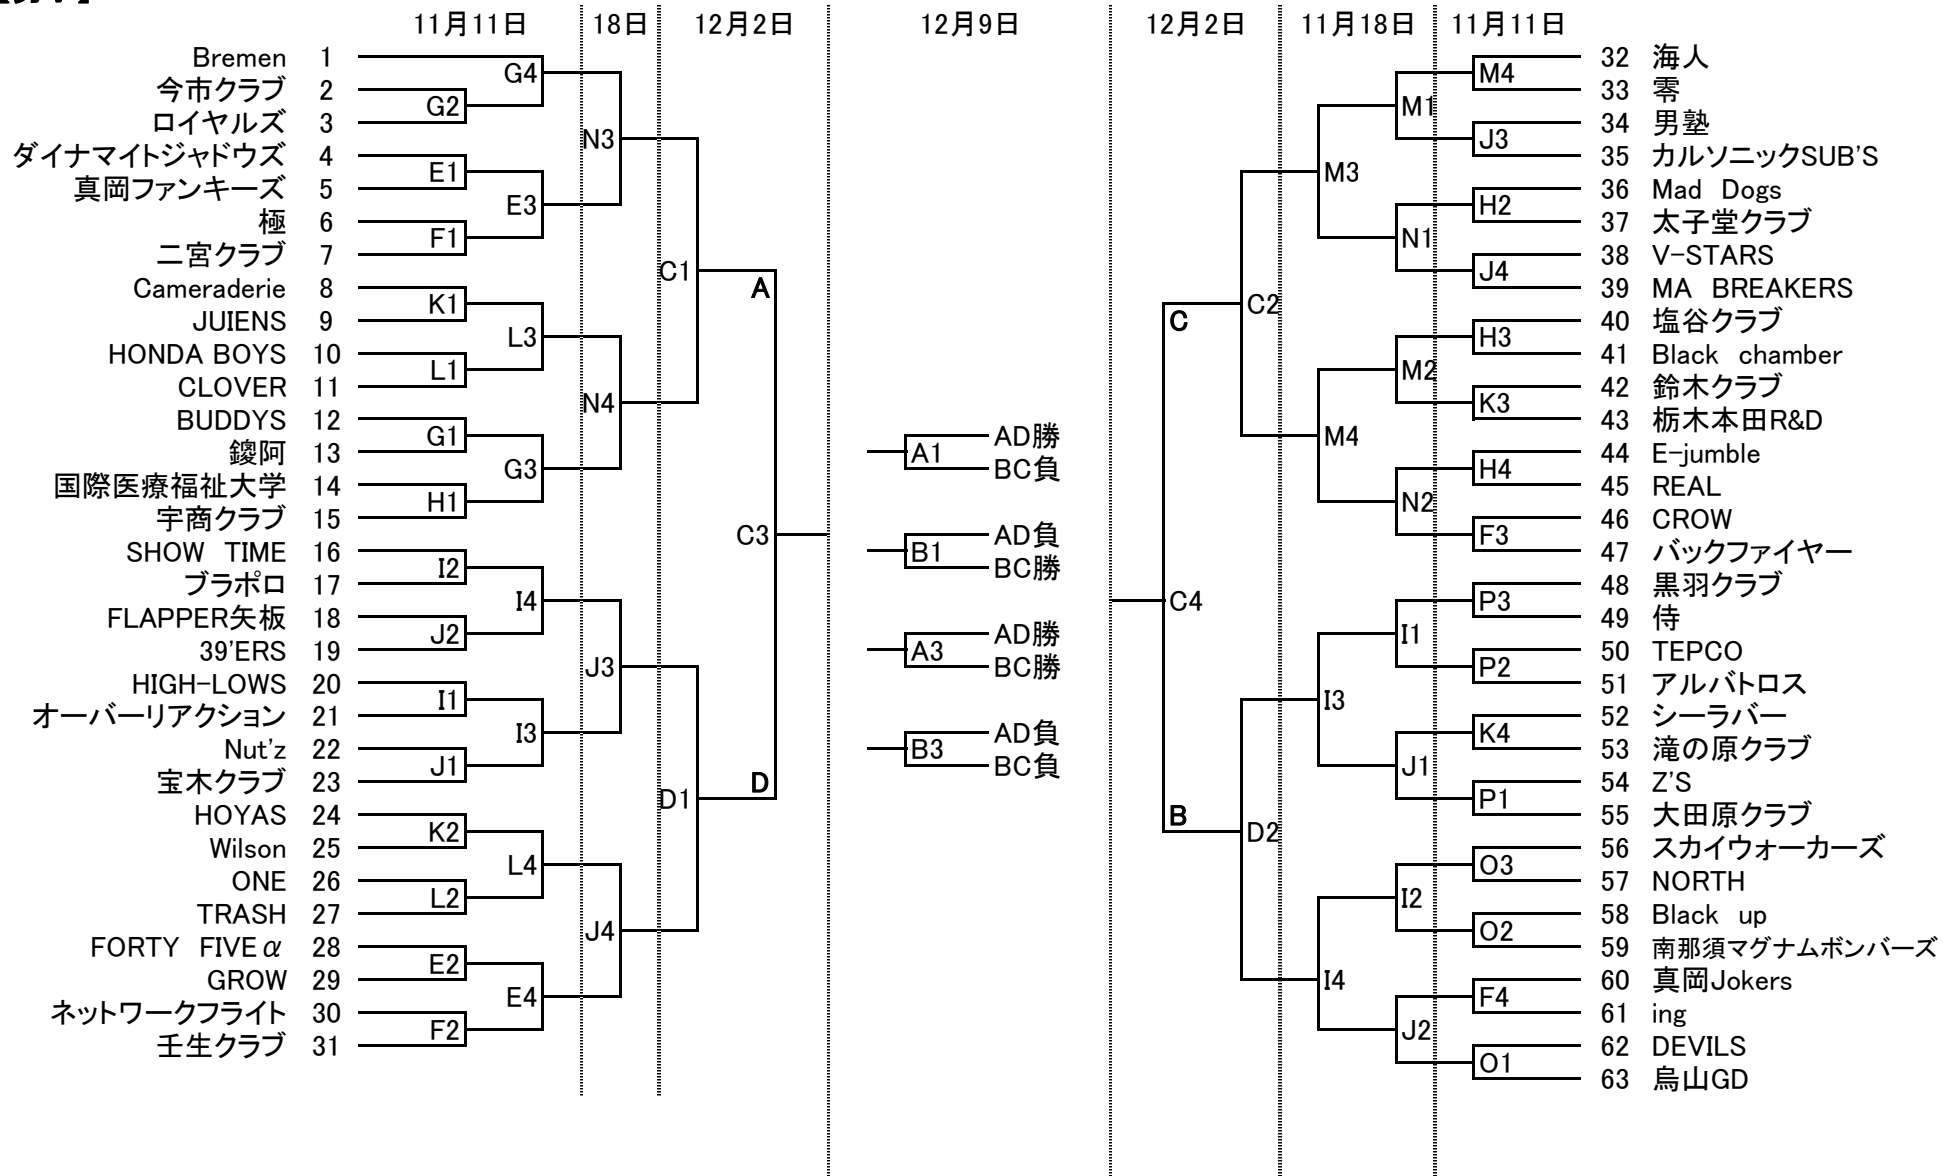 11月11日 18日 12月2日 12月9日 12月2日 11月18日 11月11日
Bremen 1
今市クラブ 2
ロイヤルズ 3
ダイナマイトジャドウズ 4
真岡ファンキーズ 5
極 6
二宮クラブ 7
Cameraderie 8
JUIENS 9
HONDA BOYS 10
CLOVER 11
BUDDYS 12
鑁阿 13
国際医療福祉大学 14
宇商クラブ 15
SHOW TIME 16
ブラポロ 17
FLAPPER矢板 18
39'ERS 19
HIGH-LOWS 20
オーバーリアクション 21
Nut'z 22
宝木クラブ 23
HOYAS 24
Wilson 25
ONE 26
TRASH 27
FORTY FIVEα 28
GROW 29
ネットワークフライト 30
壬生クラブ 31
G4
G2
E1
E3
F1
K1
L3
L1
G1
G3
H1
I2
I4
J2
I1
I3
J1
K2
L4
L2
E2
E4
F2
N3
N4
J3
J4
C1
D1
A
D
C3
A1 AD勝
BC負
B1 AD負
BC勝
A3 AD勝
BC勝
B3 AD負
BC負
C
B
C4
C2
D2
M3
M4
I3
I4
M1
N1
M2
N2
I1
J1
I2
J2
M4
J3
H2
J4
H3
K3
H4
F3
P3
P2
K4
P1
O3
O2
F4
O1
32 海人
33 零
34 男塾
35 カルソニックSUB'S
36 Mad Dogs
37 太子堂クラブ
38 V-STARS
39 MA BREAKERS
40 塩谷クラブ
41 Black chamber
42 鈴木クラブ
43 栃木本田R&D
44 E-jumble
45 REAL
46 CROW
47 バックファイヤー
48 黒羽クラブ
49 侍
50 TEPCO
51 アルバトロス
52 シーラバー
53 滝の原クラブ
54 Z'S
55 大田原クラブ
56 スカイウォーカーズ
57 NORTH
58 Black up
59 南那須マグナムボンバーズ
60 真岡Jokers
61 ing
62 DEVILS
63 烏山GD